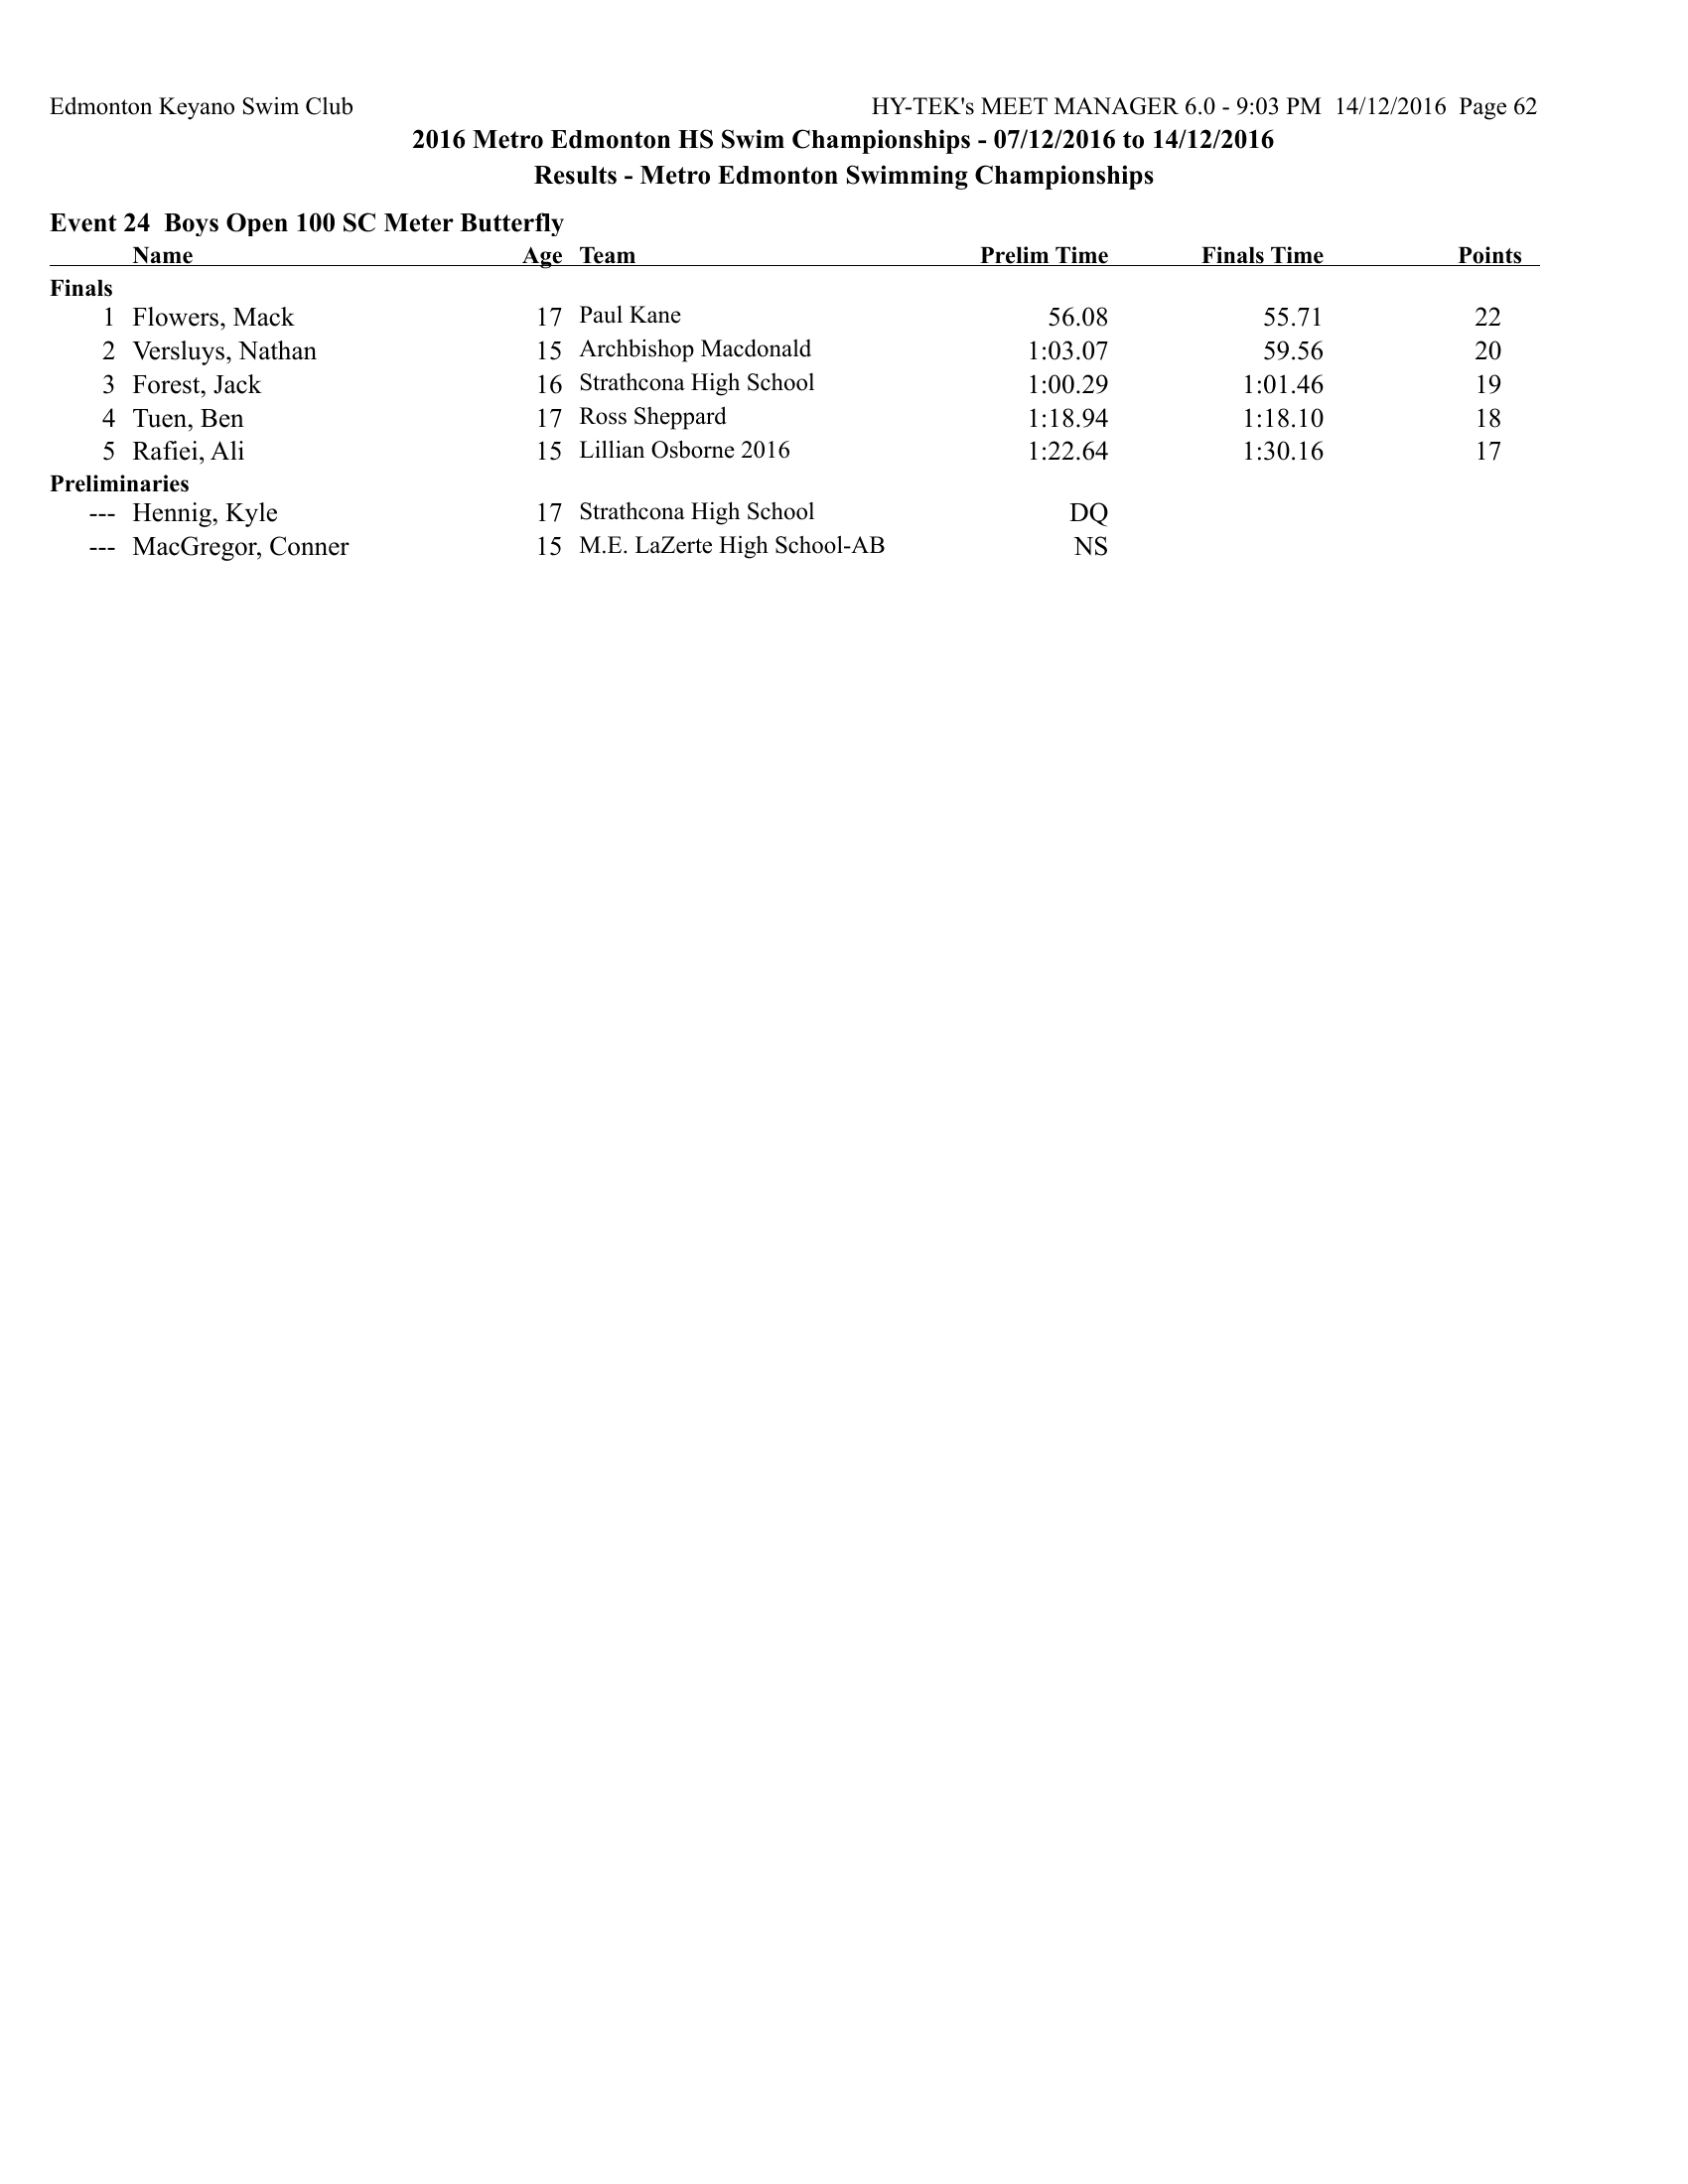 Edmonton Keyano Swim Club HY-TEK's MEET MANAGER 6.0 - 9:03 PM 14/12/2016 Page 62
2016 Metro Edmonton HS Swim Championships - 07/12/2016 to 14/12/2016
Results - Metro Edmonton Swimming Championships
Event 24 Boys Open 100 SC Meter Butterfly
Name Age Team Prelim Time Finals Time Points
Finals
1 Flowers, Mack 17 Paul Kane 56.08 55.71 22
2 Versluys, Nathan 15 Archbishop Macdonald 1:03.07 59.56 20
3 Forest, Jack 16 Strathcona High School 1:00.29 1:01.46 19
4 Tuen, Ben 17 Ross Sheppard 1:18.94 1:18.10 18
5 Rafiei, Ali 15 Lillian Osborne 2016 1:22.64 1:30.16 17
Preliminaries
--- Hennig, Kyle 17 Strathcona High School DQ
--- MacGregor, Conner 15 M.E. LaZerte High School-AB NS